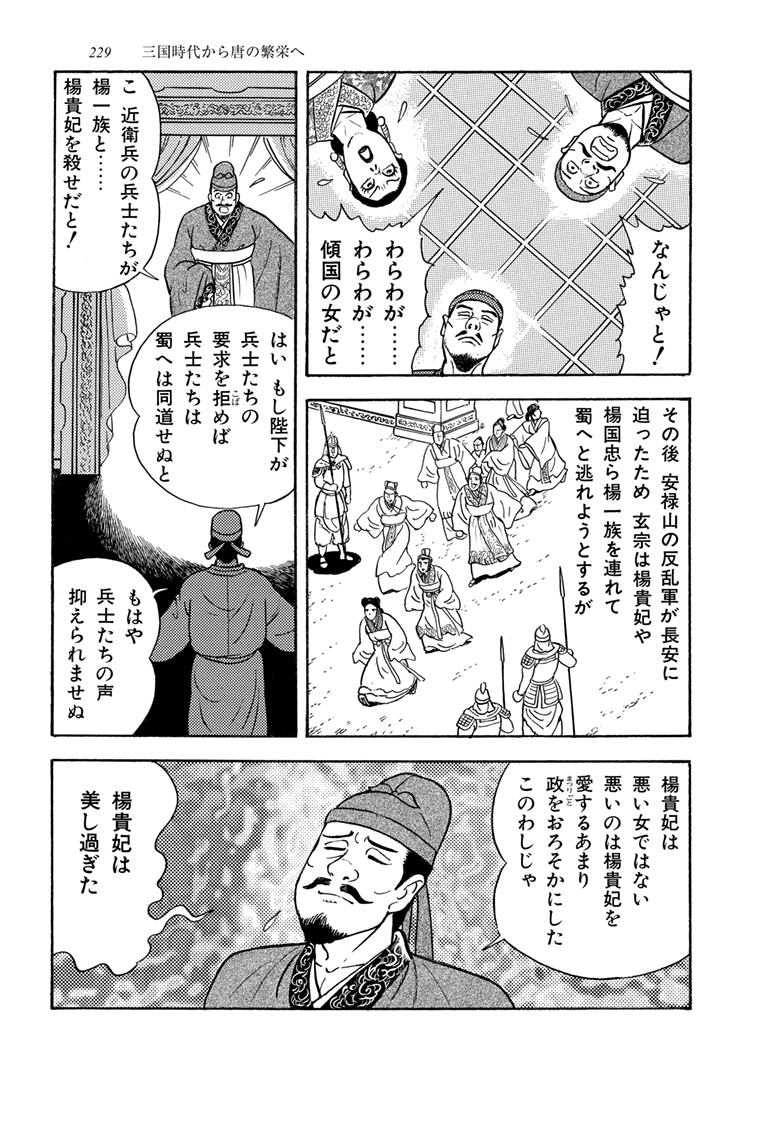 229 三国時代から唐の繁栄へ
なんじゃと!
わらわが……
わらわが……
傾国の女だと
その後 安禄山の反乱軍が長安に
迫ったため 玄宗は楊貴妃や
楊国忠ら楊一族を連れて
蜀へと逃れようとするが
こ 近衛兵の兵士たちが
楊一族と……
楊貴妃を殺せだと!
はい もし陛下が
兵士たちの
要求を拒めば
こば
兵士たちは
蜀へは同道せぬと
もはや
兵士たちの声
抑えられませぬ
楊貴妃は
悪い女ではない
悪いのは楊貴妃を
愛するあまり
政をおろそかにした
まつりごと
このわしじゃ
楊貴妃は
美し過ぎた